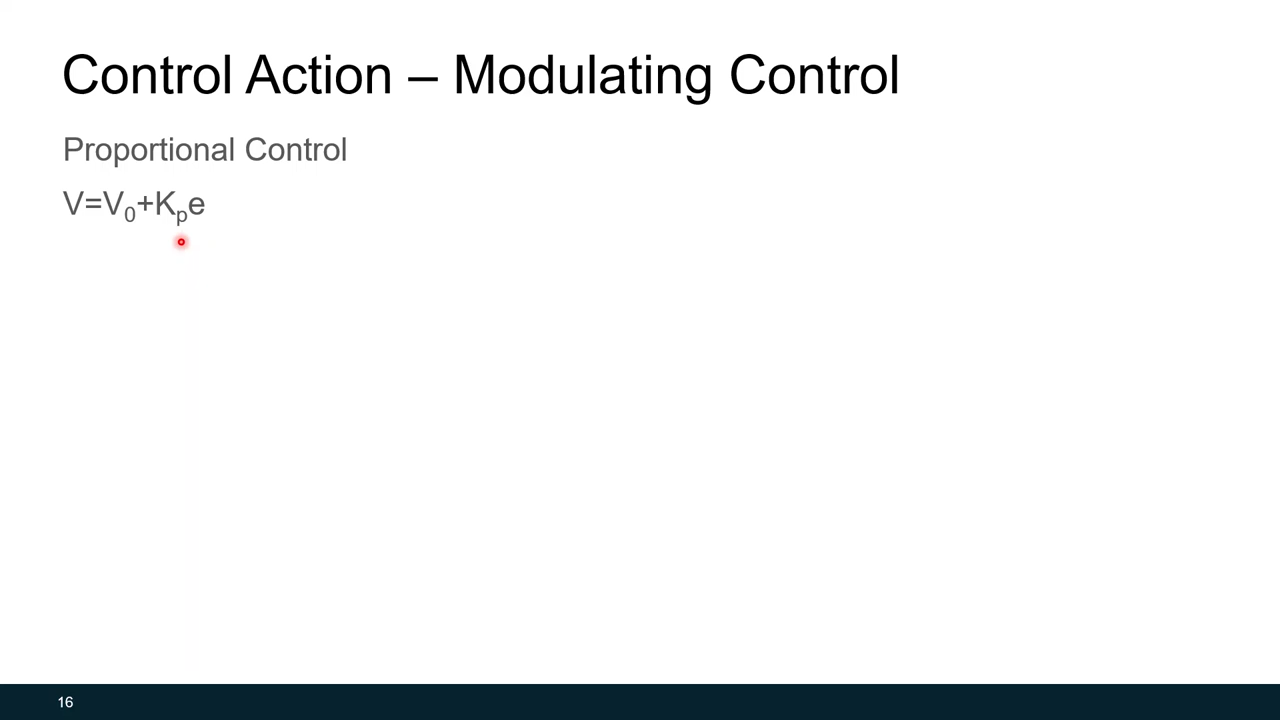 Control Action – Modulating Control
Proportional Control
V=V₀+Kₚe
16